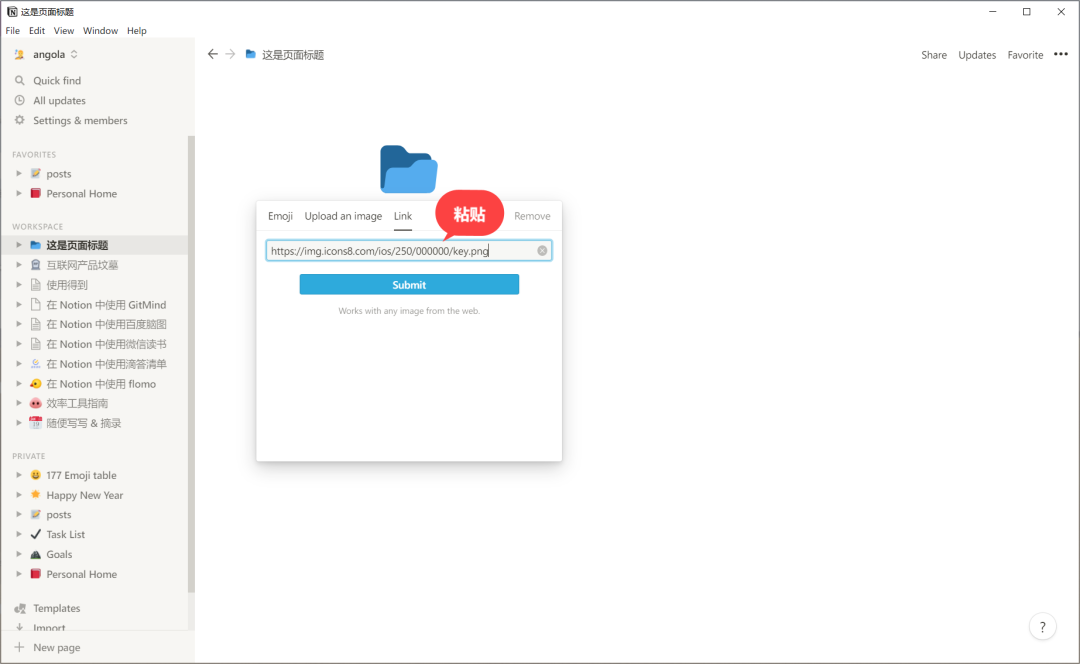 这是页面标题
File Edit View Window Help
angola
Quick find
All updates
Settings & members
FAVORITES
posts
Personal Home
WORKSPACE
这是页面标题
互联网产品坟墓
使用得到
在 Notion 中使用 GitMind
在 Notion 中使用百度脑图
在 Notion 中使用微信读书
在 Notion 中使用滴答清单
在 Notion 中使用 flomo
效率工具指南
随便写写 & 摘录
PRIVATE
177 Emoji table
Happy New Year
posts
Task List
Goals
Personal Home
Templates
Import
New page
这是页面标题
Share Updates Favorite
Emoji Upload an image Link Remove
粘贴
https://img.icons8.com/ios/250/000000/key.png
Submit
Works with any image from the web.
?